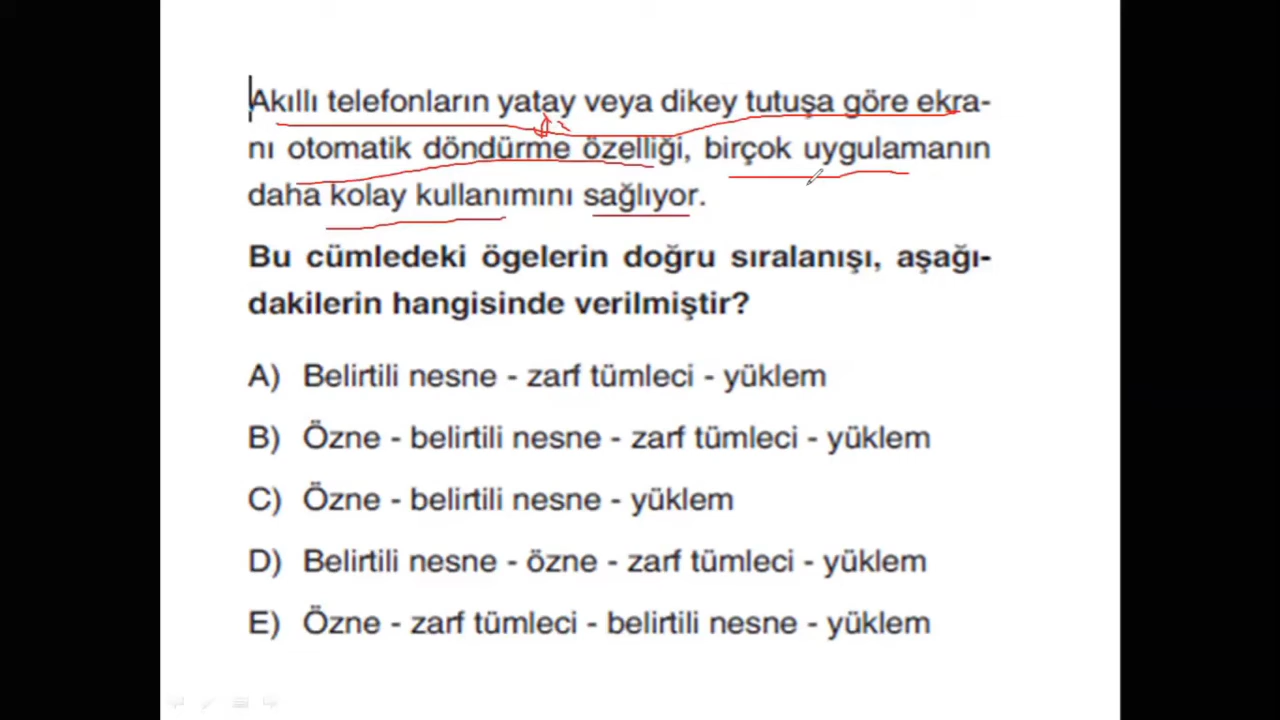 Akıllı telefonların yatay veya dikey tutuşa göre ekra-
nı otomatik döndürme özelliği, birçok uygulamanın
daha kolay kullanımını sağlıyor.
Bu cümledeki ögelerin doğru sıralanışı, aşağı-
dakilerin hangisinde verilmiştir?
A) Belirtili nesne - zarf tümleci - yüklem
B) Özne - belirtili nesne - zarf tümleci - yüklem
C) Özne - belirtili nesne - yüklem
D) Belirtili nesne - özne - zarf tümleci - yüklem
E) Özne - zarf tümleci - belirtili nesne - yüklem